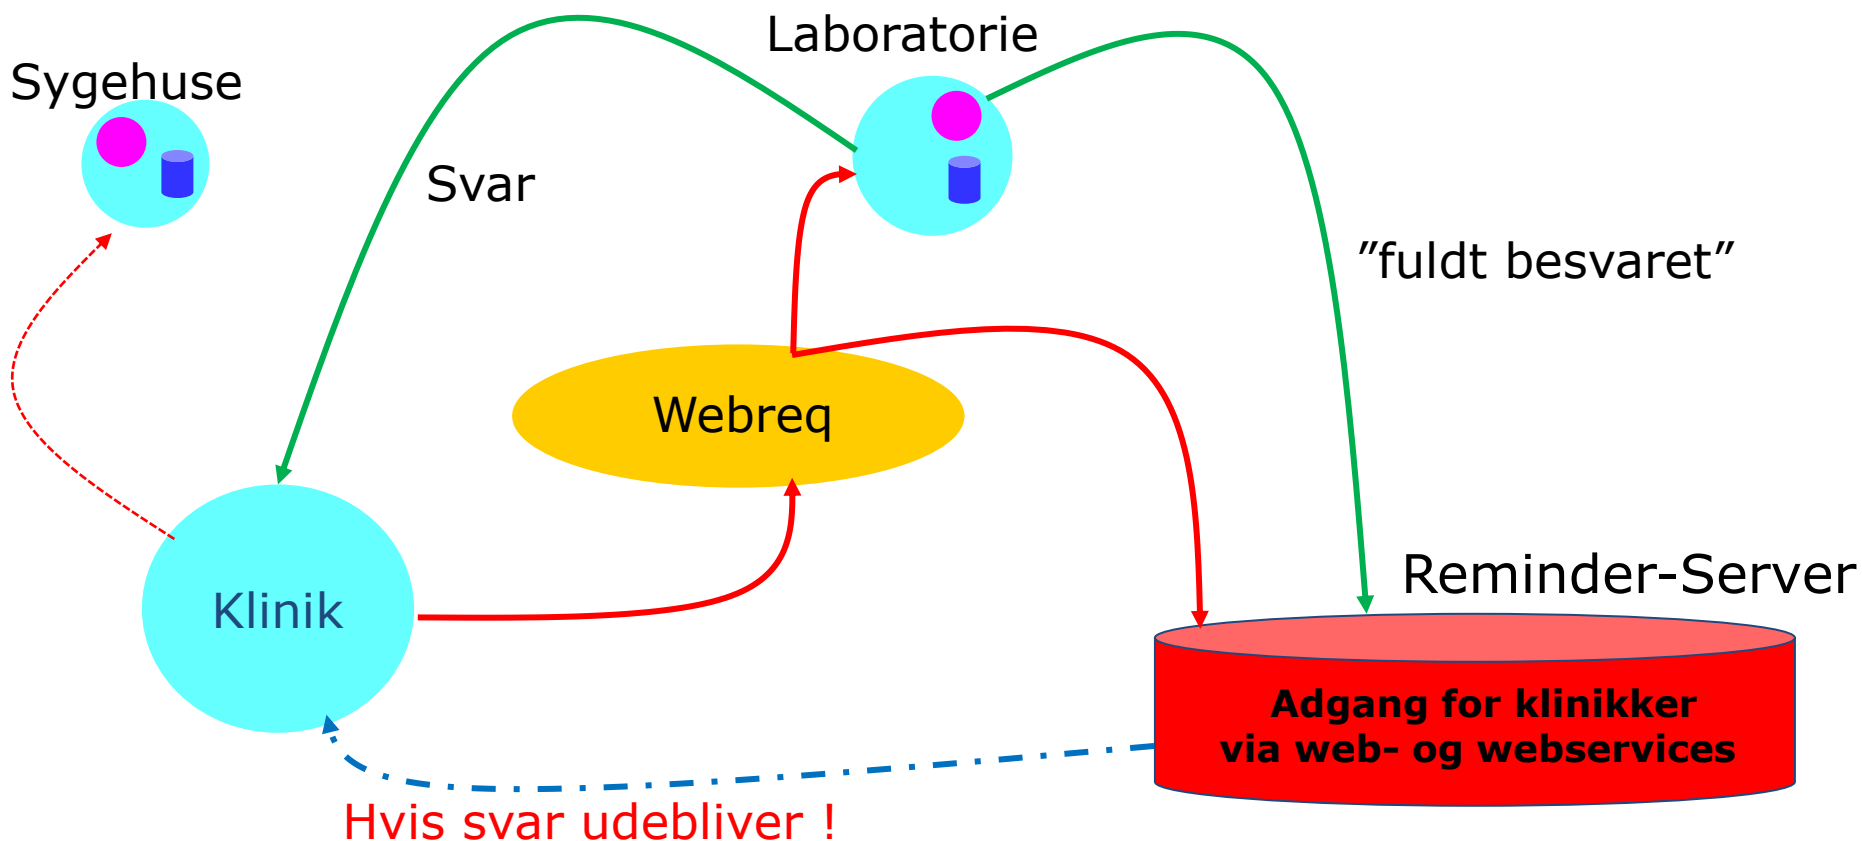 Laboratorie
Sygehuse
Svar
”fuldt besvaret”
Webreq
Reminder-Server
Klinik
Adgang for klinikker
via web- og webservices
Hvis svar udebliver !